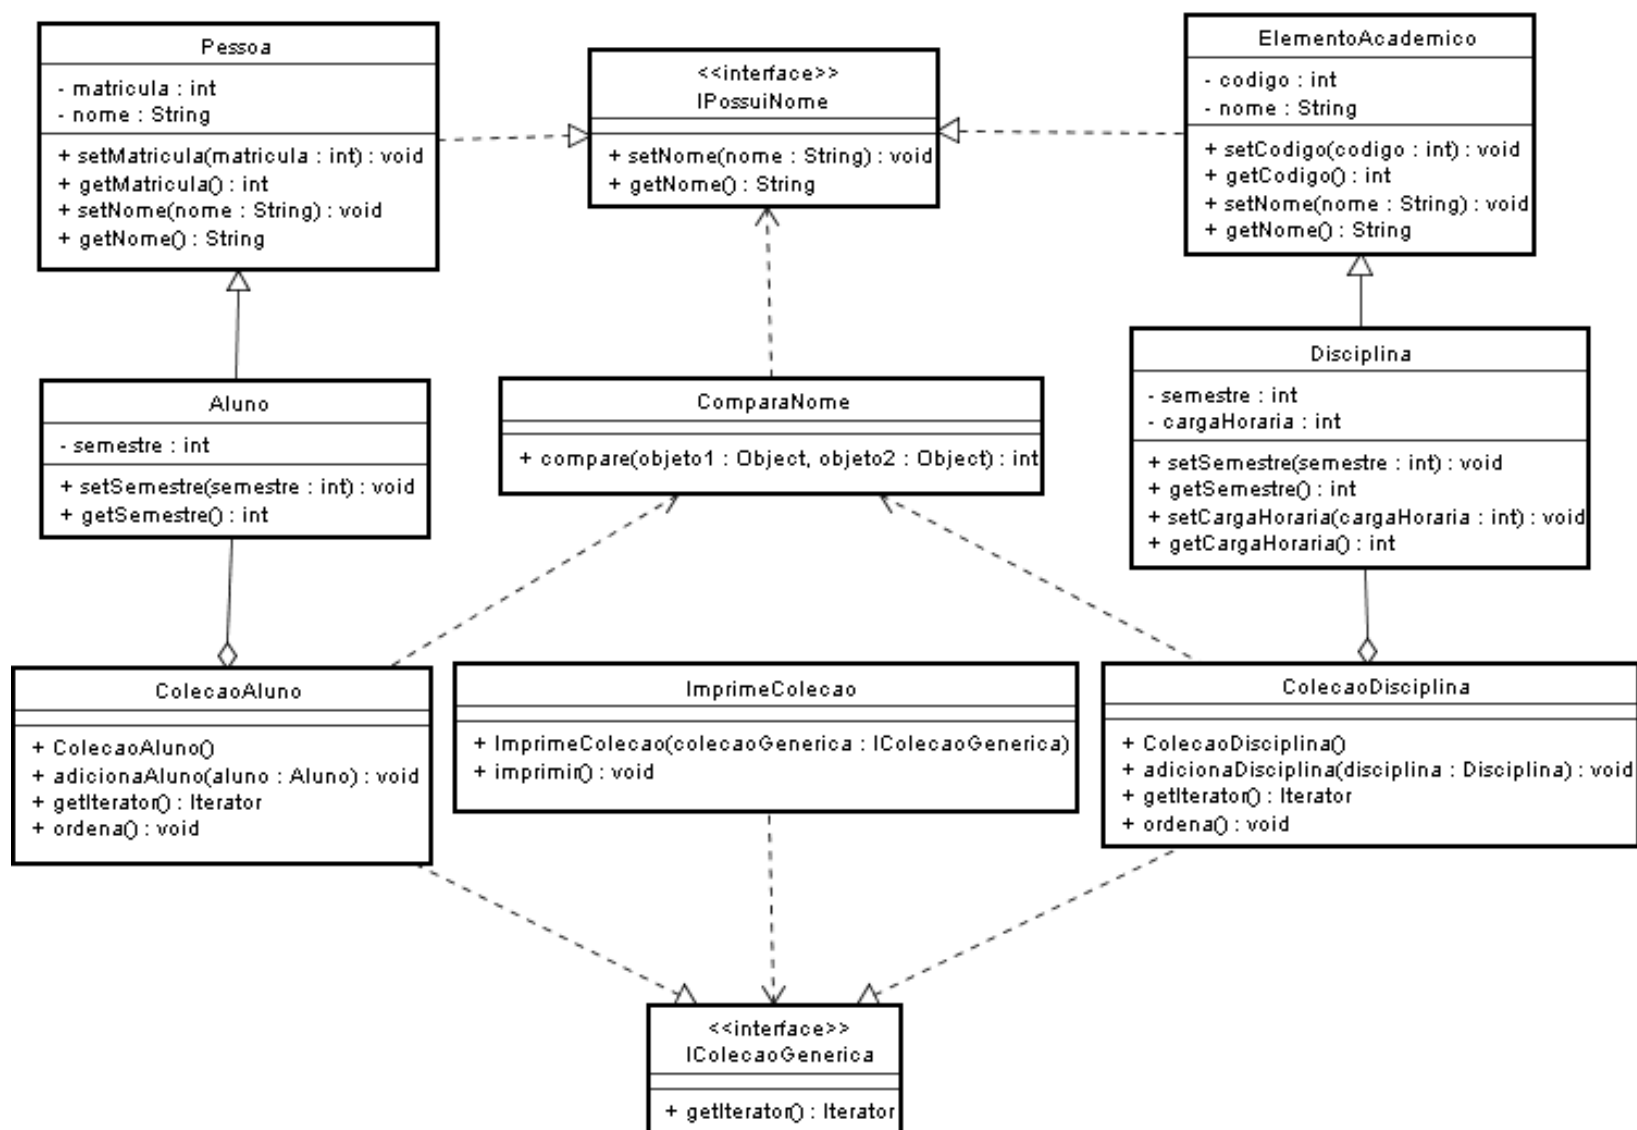 Pessoa
- matricula : int
- nome : String
+ setMatricula(matricula : int) : void
+ getMatricula() : int
+ setNome(nome : String) : void
+ getNome() : String
<<interface>>
IPossuiNome
+ setNome(nome : String) : void
+ getNome() : String
ElementoAcademico
- codigo : int
- nome : String
+ setCodigo(codigo : int) : void
+ getCodigo() : int
+ setNome(nome : String) : void
+ getNome() : String
Aluno
- semestre : int
+ setSemestre(semestre : int) : void
+ getSemestre() : int
ComparaNome
+ compare(objeto1 : Object, objeto2 : Object) : int
Disciplina
- semestre : int
- cargaHoraria : int
+ setSemestre(semestre : int) : void
+ getSemestre() : int
+ setCargaHoraria(cargaHoraria : int) : void
+ getCargaHoraria() : int
ColecaoAluno
+ ColecaoAluno()
+ adicionaAluno(aluno : Aluno) : void
+ getIterator() : Iterator
+ ordena() : void
ImprimeColecao
+ ImprimeColecao(colecaoGenerica : IColecaoGenerica)
+ imprimir() : void
ColecaoDisciplina
+ ColecaoDisciplina()
+ adicionaDisciplina(disciplina : Disciplina) : void
+ getIterator() : Iterator
+ ordena() : void
<<interface>>
IColecaoGenerica
+ getIterator() : Iterator